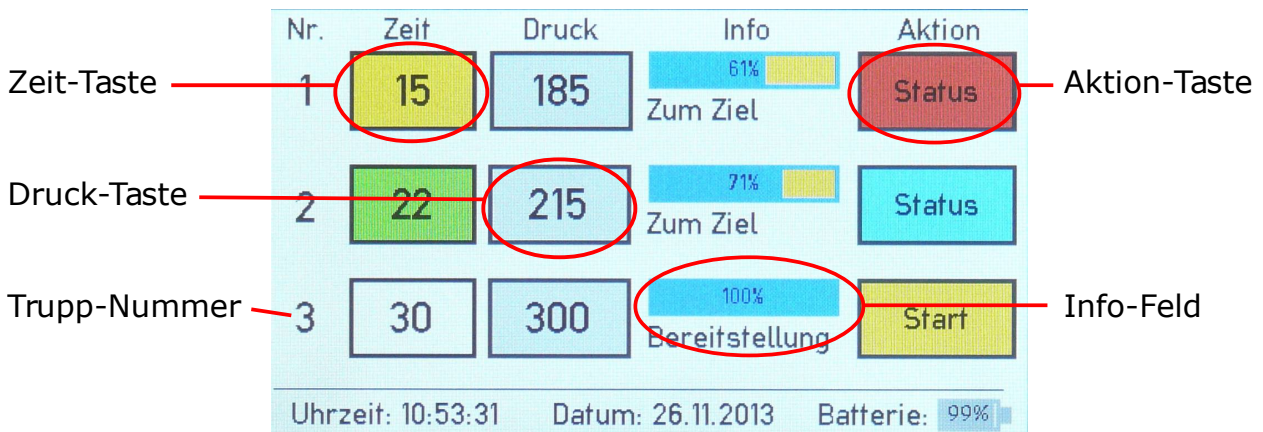 Nr. Zeit Druck Info Aktion
Zeit-Taste 1 15 185 61% Status Aktion-Taste
Zum Ziel
Druck-Taste 2 22 215 71% Status
Zum Ziel
Trupp-Nummer 3 30 300 100% Start Info-Feld
Bereitstellung
Uhrzeit: 10:53:31 Datum: 26.11.2013 Batterie: 99%